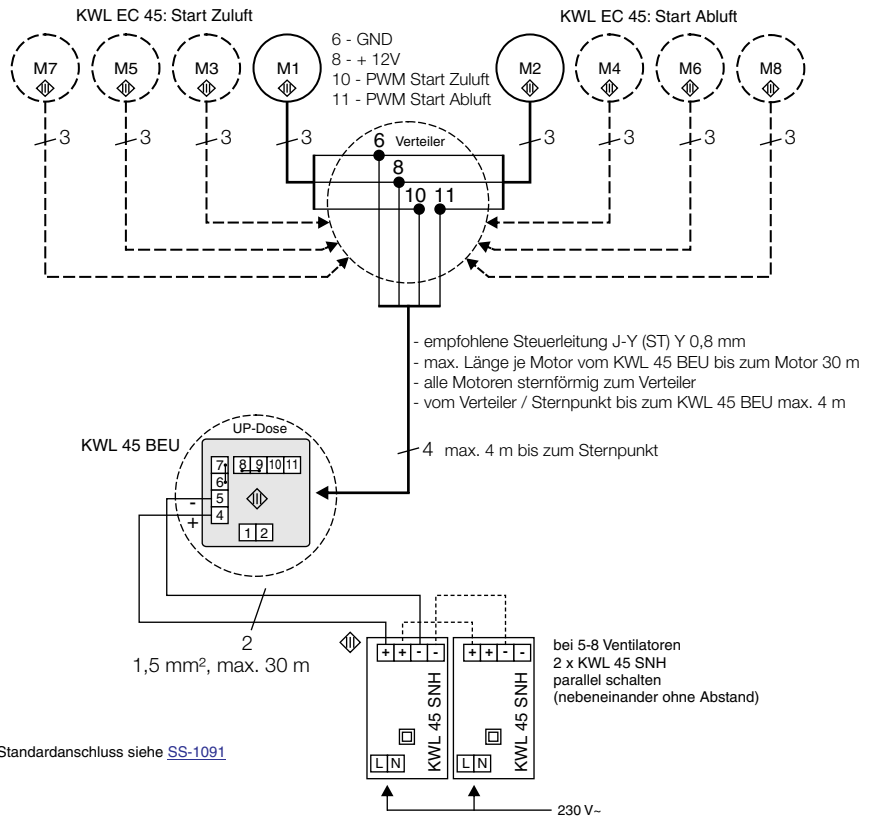 KWL EC 45: Start Zuluft
KWL EC 45: Start Abluft
M7
M5
M3
M1
6 - GND
8 - + 12V
10 - PWM Start Zuluft
11 - PWM Start Abluft
M2
M4
M6
M8
3
3
3
3
3
3
3
3
6 Verteiler
8
10 11
- empfohlene Steuerleitung J-Y (ST) Y 0,8 mm
- max. Länge je Motor vom KWL 45 BEU bis zum Motor 30 m
- alle Motoren sternförmig zum Verteiler
- vom Verteiler / Sternpunkt bis zum KWL 45 BEU max. 4 m
4 max. 4 m bis zum Sternpunkt
KWL 45 BEU
UP-Dose
7 8 9 10 11
6
5
4
-
+
1 2
2
1,5 mm², max. 30 m
+ + - -
+ + - -
KWL 45 SNH
KWL 45 SNH
L N
L N
bei 5-8 Ventilatoren
2 x KWL 45 SNH
parallel schalten
(nebeneinander ohne Abstand)
Standardanschluss siehe SS-1091
230 V~